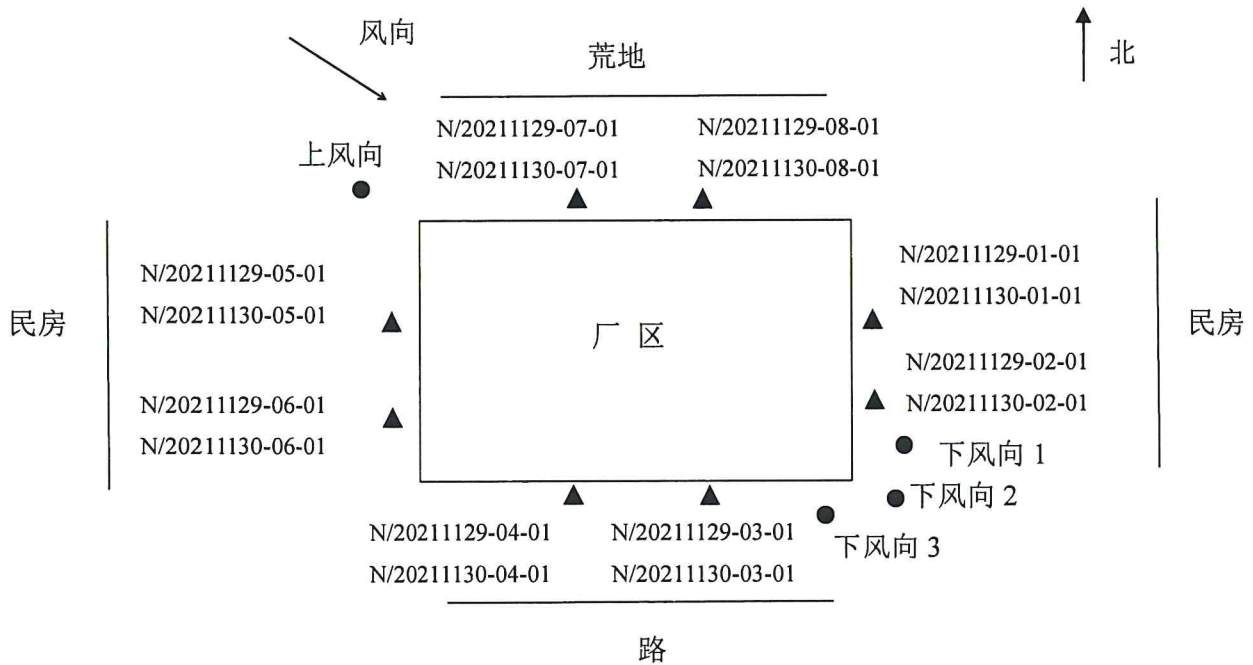 风向
北
荒地
N/20211129-07-01
N/20211130-07-01
N/20211129-08-01
N/20211130-08-01
上风向
N/20211129-05-01
N/20211130-05-01
N/20211129-01-01
N/20211130-01-01
民房
厂 区
民房
N/20211129-06-01
N/20211130-06-01
N/20211129-02-01
N/20211130-02-01
下风向 1
下风向 2
下风向 3
N/20211129-04-01
N/20211130-04-01
N/20211129-03-01
N/20211130-03-01
路